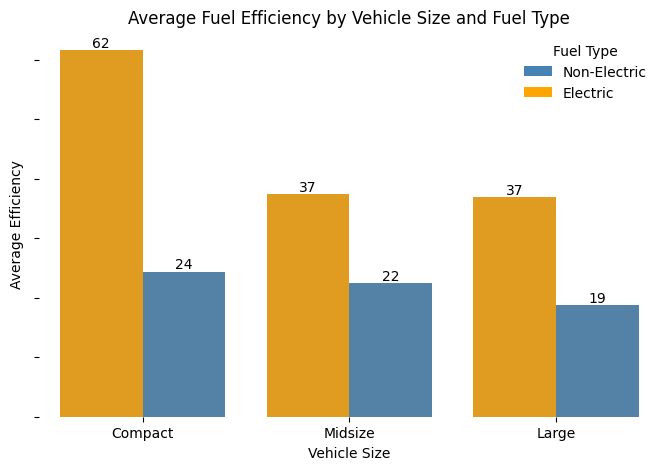 Average Fuel Efficiency by Vehicle Size and Fuel Type
Fuel Type
Non-Electric
Electric
62
24
37
22
37
19
Average Efficiency
Compact
Midsize
Large
Vehicle Size